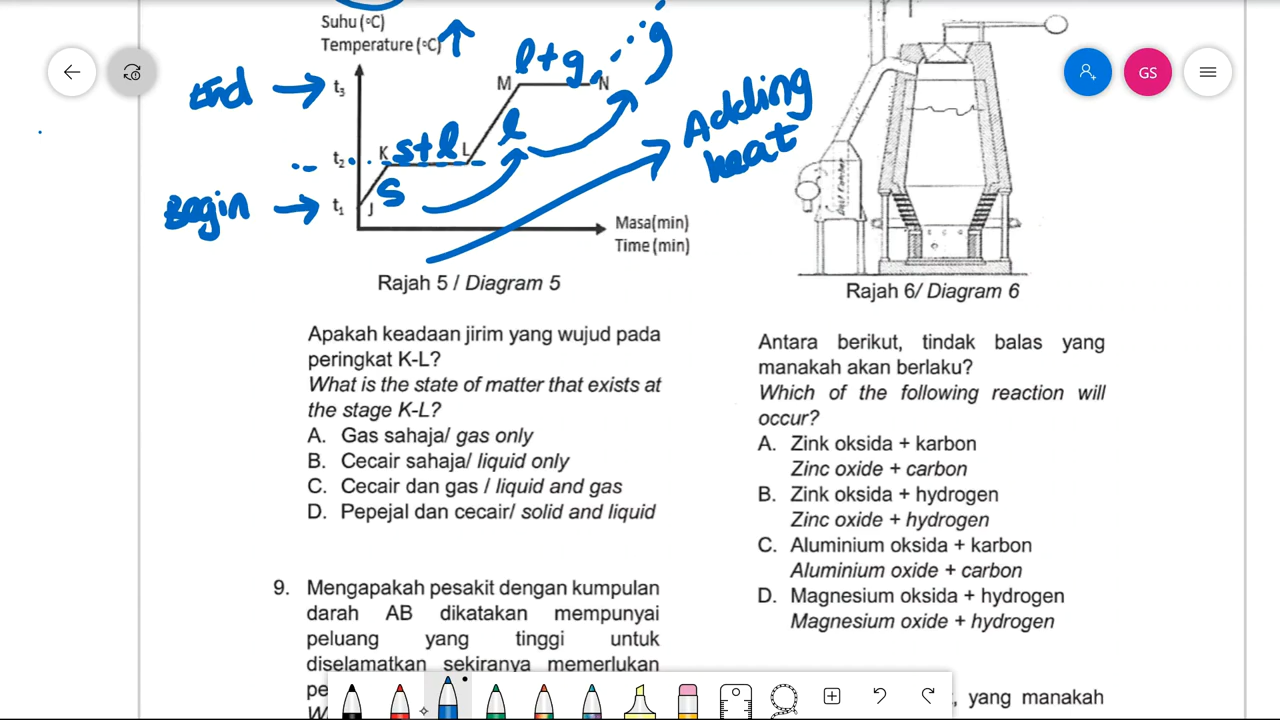 Suhu (°C)
Temperature (°C)
End
t3
M
l+g
N
g
K
s+l
L
l
t2
S
Begin
t1
J
Adding
heat
Masa(min)
Time (min)
Rajah 5 / Diagram 5
Apakah keadaan jirim yang wujud pada
peringkat K-L?
What is the state of matter that exists at
the stage K-L?
A. Gas sahaja/ gas only
B. Cecair sahaja/ liquid only
C. Cecair dan gas / liquid and gas
D. Pepejal dan cecair/ solid and liquid
9. Mengapakah pesakit dengan kumpulan
darah AB dikatakan mempunyai
peluang yang tinggi untuk
diselamatkan sekiranya memerlukan
pe
GS
Rajah 6/ Diagram 6
Antara berikut, tindak balas yang
manakah akan berlaku?
Which of the following reaction will
occur?
A. Zink oksida + karbon
Zinc oxide + carbon
B. Zink oksida + hydrogen
Zinc oxide + hydrogen
C. Aluminium oksida + karbon
Aluminium oxide + carbon
D. Magnesium oksida + hydrogen
Magnesium oxide + hydrogen
, yang manakah